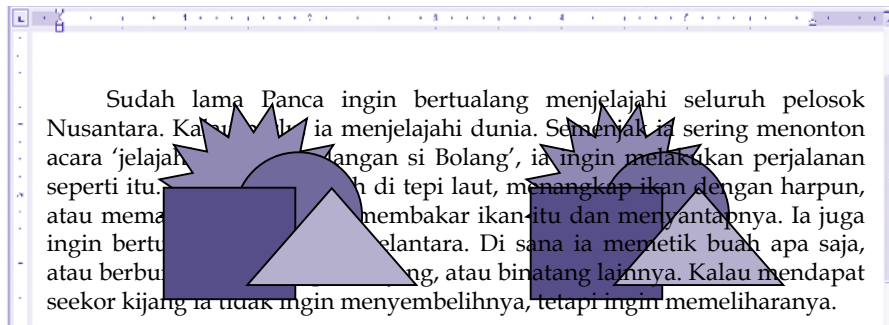 Sudah lama Panca ingin bertualang menjelajahi seluruh pelosok
Nusantara. ia menjelajahi dunia. Semenjak ia sering menonton
acara ‘jelajah si Bolang’, ia ingin melakukan perjalanan
seperti itu. di tepi laut, menangkap ikan dengan harpun,
atau membakar ikan itu dan menyantapnya. Ia juga
ingin Di sana ia memetik buah apa saja,
atau atau binatang lainnya. Kalau mendapat
seekor kijang ia tidak ingin menyembelihnya, tetapi ingin memeliharanya.